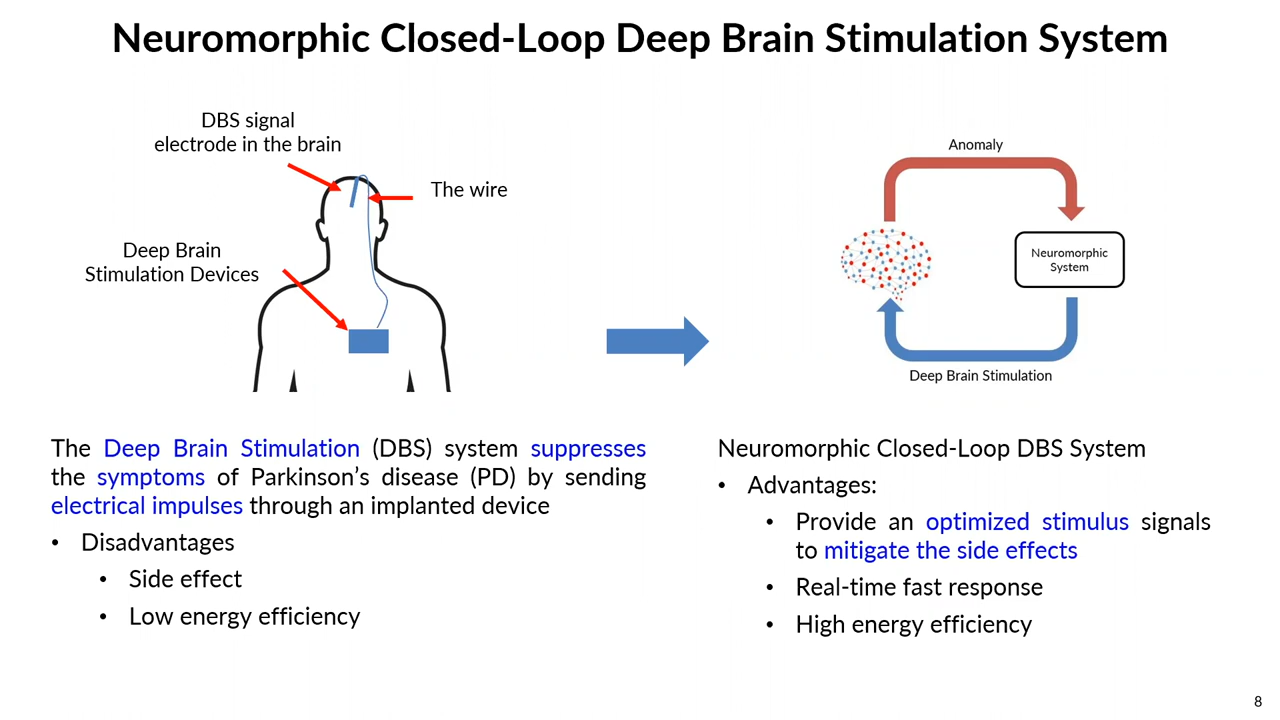 Neuromorphic Closed-Loop Deep Brain Stimulation System
DBS signal
electrode in the brain
The wire
Deep Brain
Stimulation Devices
Anomaly
Neuromorphic
System
Deep Brain Stimulation
The Deep Brain Stimulation (DBS) system suppresses
the symptoms of Parkinson’s disease (PD) by sending
electrical impulses through an implanted device
• Disadvantages
• Side effect
• Low energy efficiency
Neuromorphic Closed-Loop DBS System
• Advantages:
• Provide an optimized stimulus signals
to mitigate the side effects
• Real-time fast response
• High energy efficiency
8